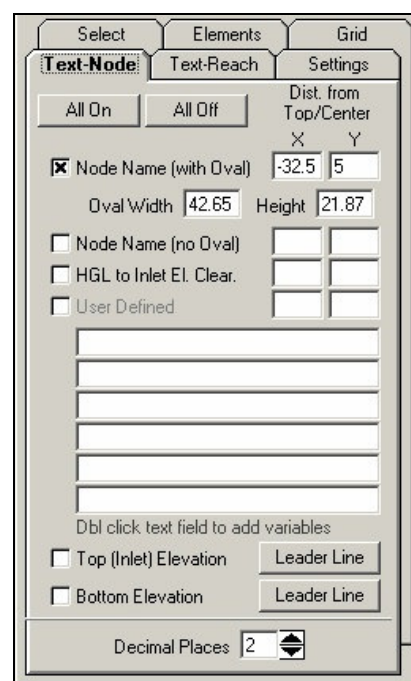 Select Elements Grid
Text-Node Text-Reach Settings
All On All Off Dist. from
Top/Center
X Y
Node Name (with Oval) -32.5 5
Oval Width 42.65 Height 21.87
Node Name (no Oval)
HGL to Inlet El. Clear.
User Defined
Dbl click text field to add variables
Top (Inlet) Elevation Leader Line
Bottom Elevation Leader Line
Decimal Places 2